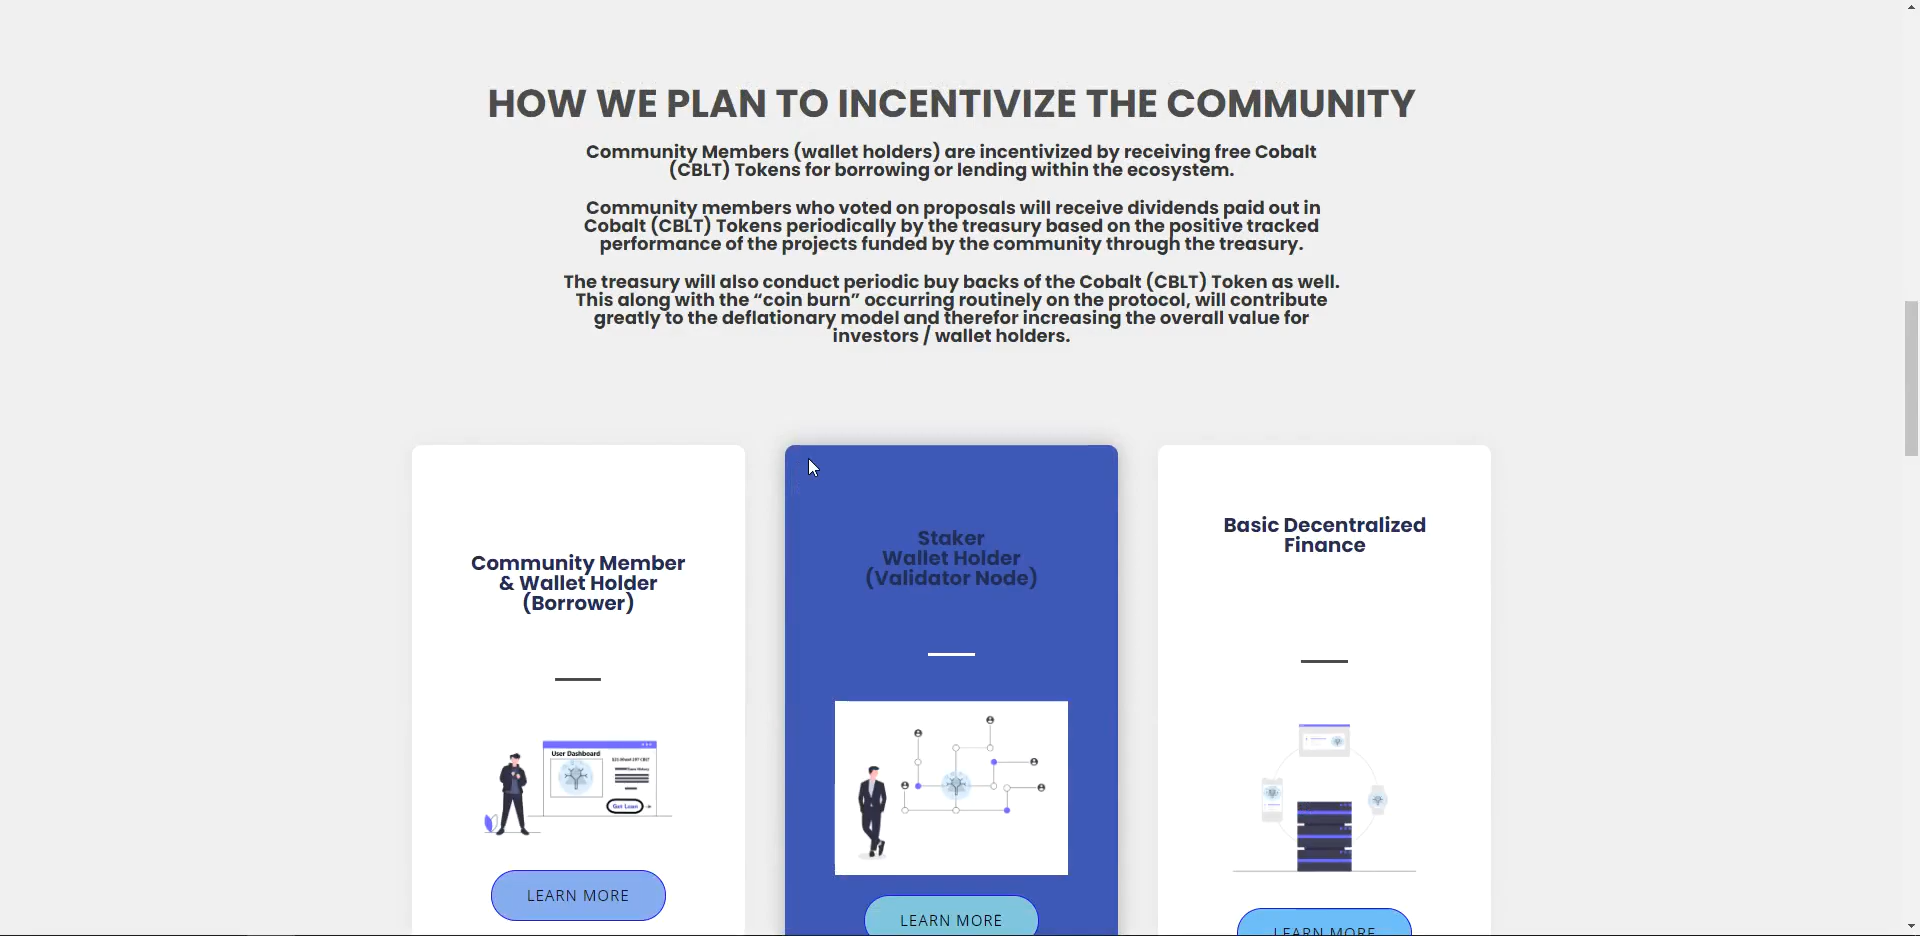 HOW WE PLAN TO INCENTIVIZE THE COMMUNITY
Community Members (wallet holders) are incentivized by receiving free Cobalt
(CBLT) Tokens for borrowing or lending within the ecosystem.
Community members who voted on proposals will receive dividends paid out in
Cobalt (CBLT) Tokens periodically by the treasury based on the positive tracked
performance of the projects funded by the community through the treasury.
The treasury will also conduct periodic buy backs of the Cobalt (CBLT) Token as well.
This along with the “coin burn” occurring routinely on the protocol, will contribute
greatly to the deflationary model and therefor increasing the overall value for
investors / wallet holders.
Community Member
& Wallet Holder
(Borrower)
User Dashboard
Get Loan
LEARN MORE
Staker
Wallet Holder
(Validator Node)
LEARN MORE
Basic Decentralized
Finance
LEARN MORE